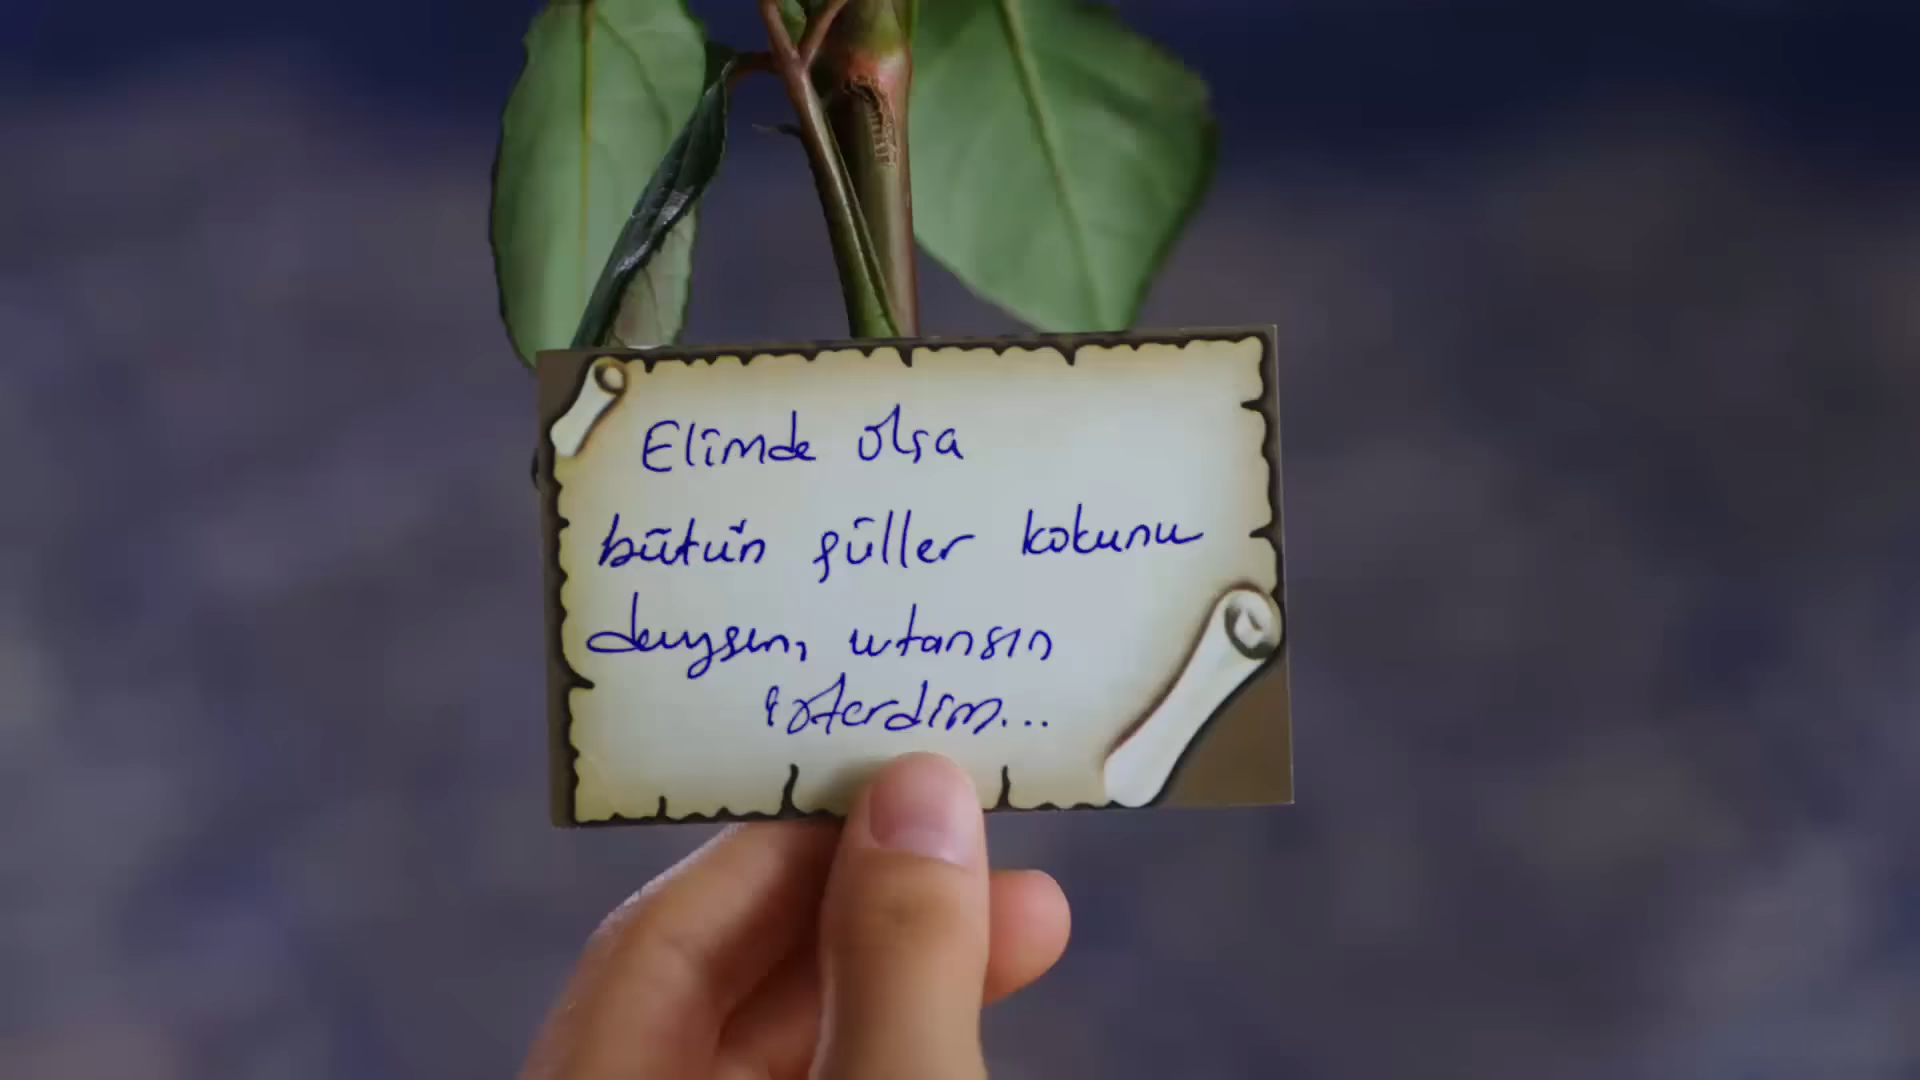 Elimde olsa
bütün güller kokunu
duysun, utansın
isterdim...